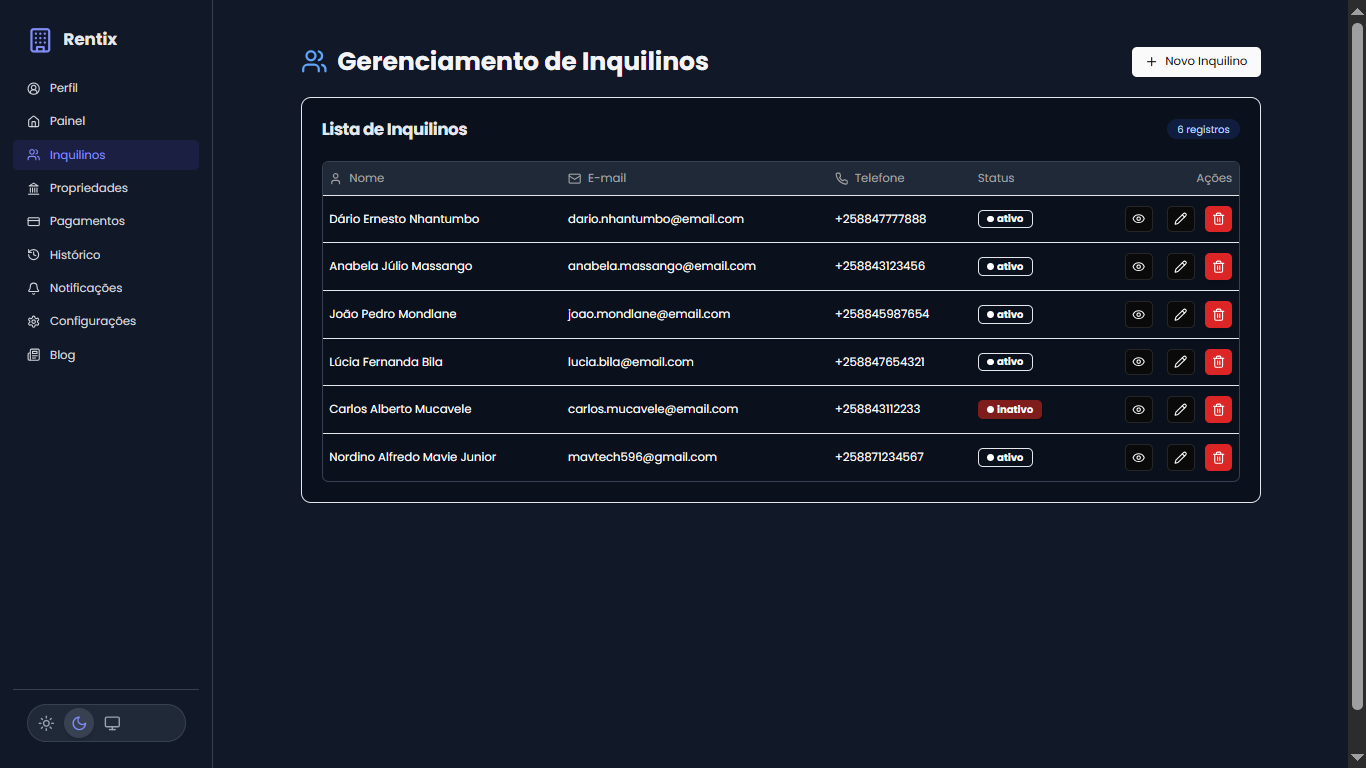 Rentix
Perfil
Painel
Inquilinos
Propriedades
Pagamentos
Histórico
Notificações
Configurações
Blog
Gerenciamento de Inquilinos
+ Novo Inquilino
Lista de Inquilinos
6 registros
Nome E-mail Telefone Status Ações
Dário Ernesto Nhantumbo dario.nhantumbo@email.com +258847777888 ativo
Anabela Júlio Massango anabela.massango@email.com +258843123456 ativo
João Pedro Mondlane joao.mondlane@email.com +258845987654 ativo
Lúcia Fernanda Bila lucia.bila@email.com +258847654321 ativo
Carlos Alberto Mucavele carlos.mucavele@email.com +258843112233 inativo
Nordino Alfredo Mavie Junior mavtech596@gmail.com +258871234567 ativo